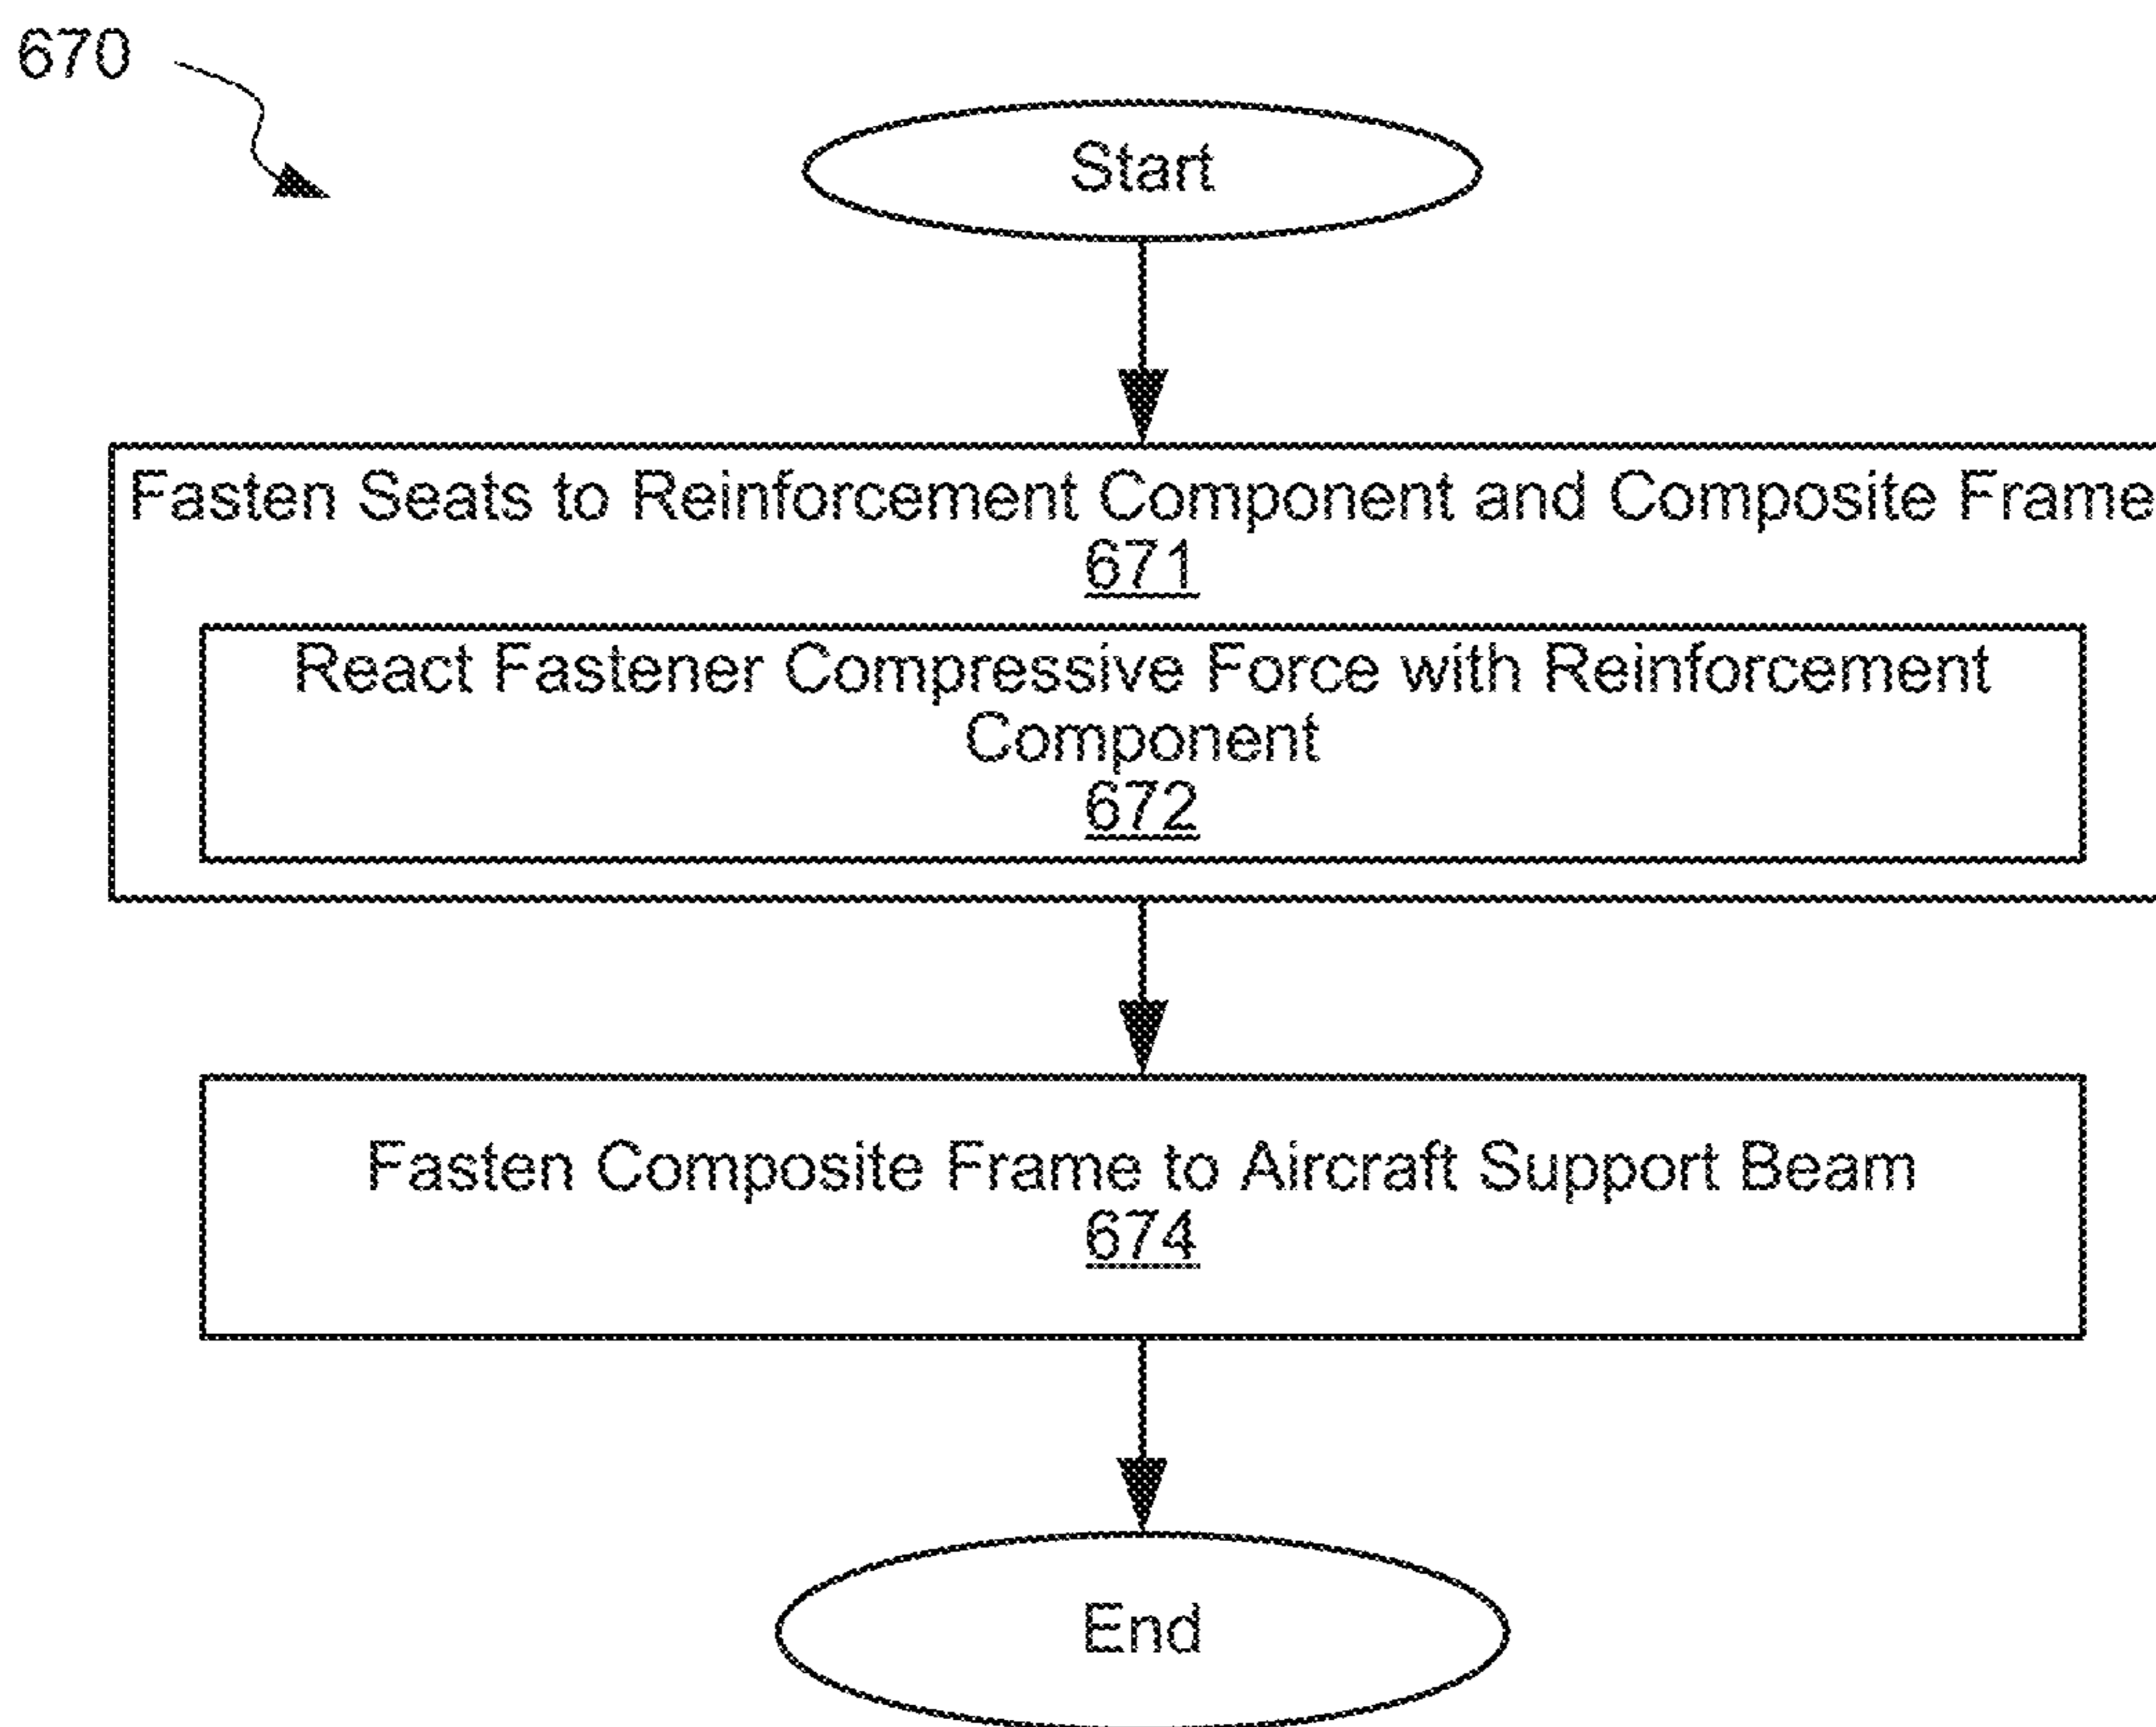 670
Start
Fasten Seats to Reinforcement Component and Composite Frame
671
React Fastener Compressive Force with Reinforcement
Component
672
Fasten Composite Frame to Aircraft Support Beam
674
End